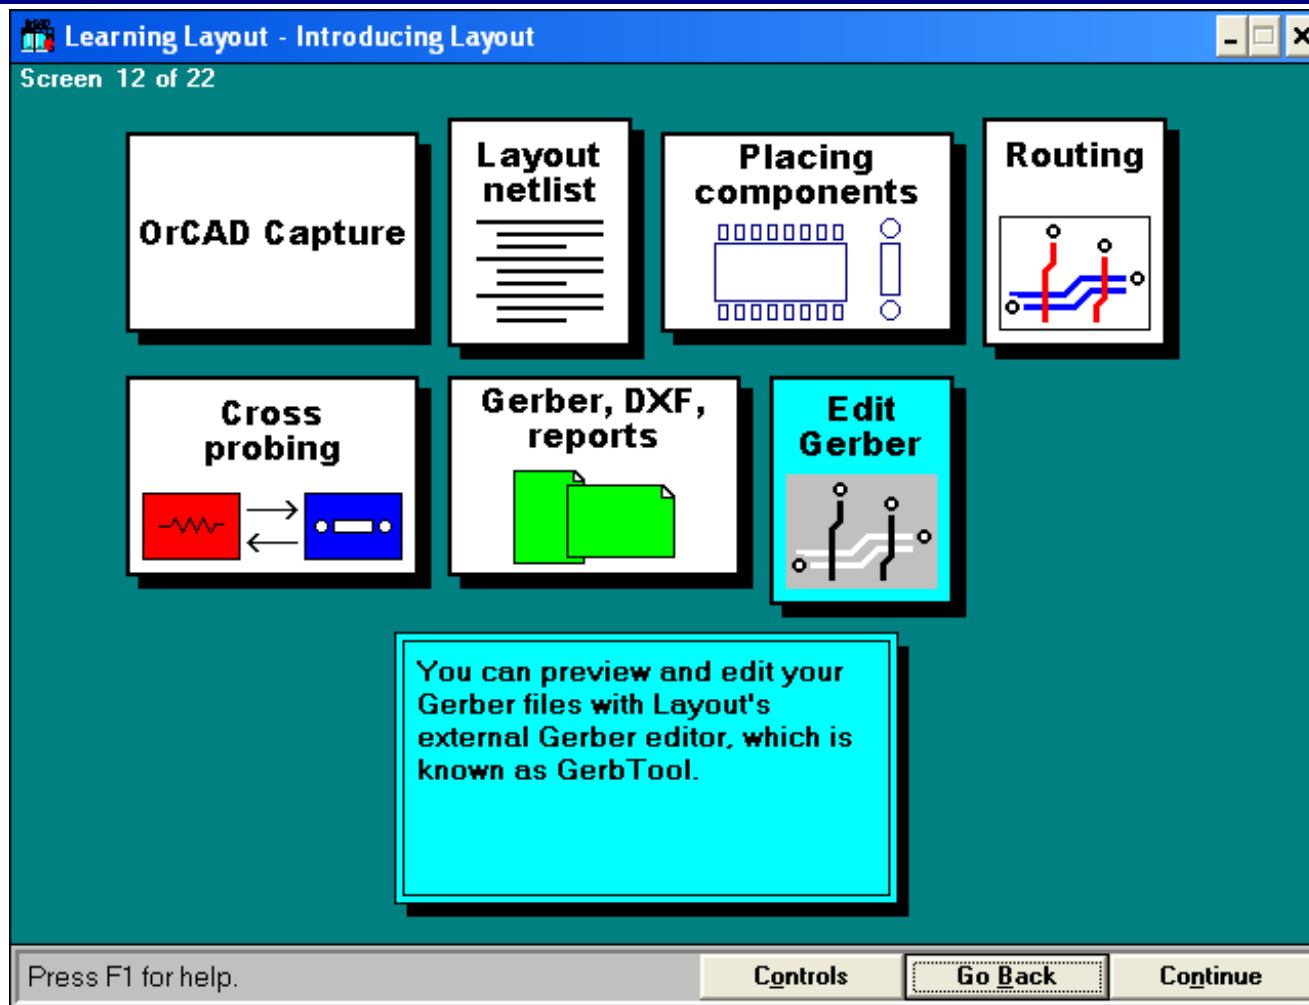 Learning Layout - Introducing Layout
Screen 12 of 22
OrCAD Capture
Layout
netlist
Placing
components
Routing
Cross
probing
Gerber, DXF,
reports
Edit
Gerber
You can preview and edit your
Gerber files with Layout's
external Gerber editor, which is
known as GerbTool.
Press F1 for help.
Controls
Go Back
Continue